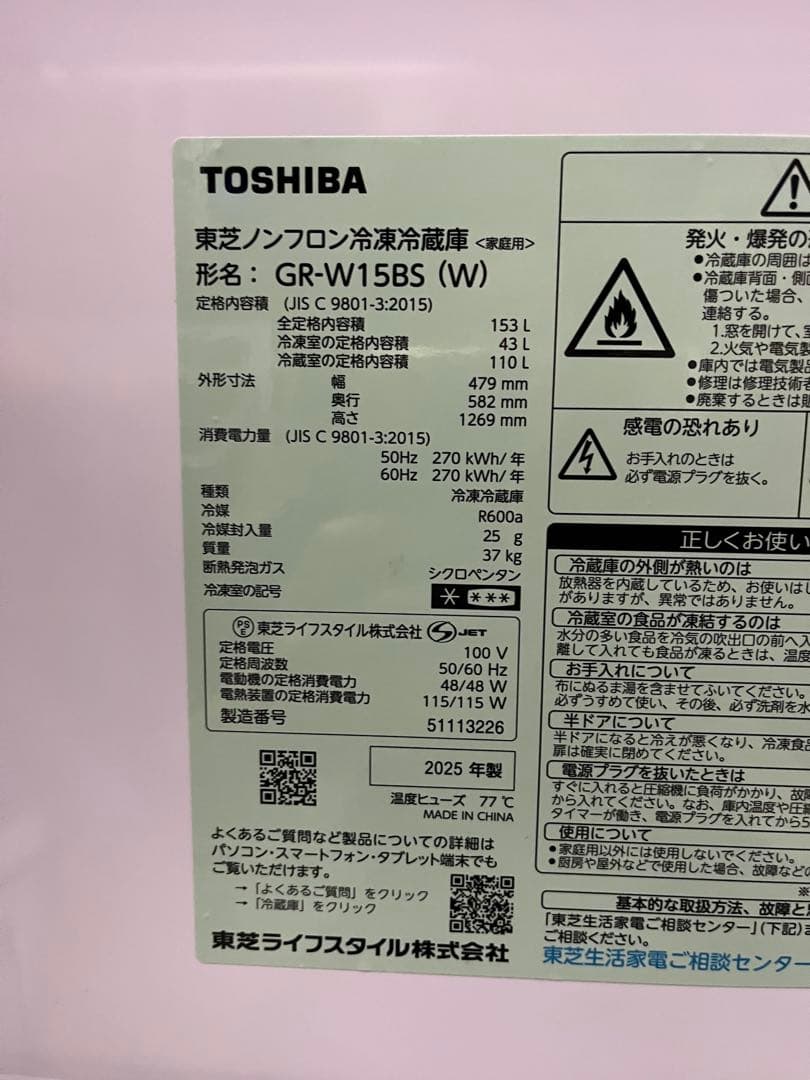 TOSHIBA
東芝ノンフロン冷凍冷蔵庫 <家庭用>
形名： GR-W15BS (W)
定格内容積 (JIS C 9801-3:2015)
全定格内容積 153 L
冷凍室の定格内容積 43 L
冷蔵室の定格内容積 110 L
外形寸法 幅 479 mm
奥行 582 mm
高さ 1269 mm
消費電力量 (JIS C 9801-3:2015)
50Hz 270 kWh/年
60Hz 270 kWh/年
種類 冷凍冷蔵庫
冷媒 R600a
冷媒封入量 25 g
質量 37 kg
断熱発泡ガス シクロペンタン
冷凍室の記号
PSE 東芝ライフスタイル株式会社 S JET
定格電圧 100 V
定格周波数 50/60 Hz
電動機の定格消費電力 48/48 W
電熱装置の定格消費電力 115/115 W
製造番号 51113226
2025 年製
温度ヒューズ 77℃
MADE IN CHINA
よくあるご質問など製品についての詳細は
パソコン・スマートフォン・タブレット端末でも
ご覧いただけます。
→「よくあるご質問」をクリック
→「冷蔵庫」をクリック
東芝ライフスタイル株式会社
発火・爆発の
●冷蔵庫の周囲は
●冷蔵庫背面・側
傷ついた場合、
連絡する。
1.窓を開けて、
2.火気や電気製
●庫内では電気製品
●修理は修理技術者
●廃棄するときは
感電の恐れあり
お手入れのときは
必ず電源プラグを抜く。
正しくお使い
冷蔵庫の外側が熱いのは
放熱器を内蔵しているため、お使いはじ
がありますが、異常ではありません。
冷蔵室の食品が凍結するのは
水分の多い食品を冷気の吹出口の前へ入
離して入れても食品が凍るときは、温度
お手入れについて
布にぬるま湯を含ませてふいてください。
必ずうすめて使い、その後、必ず洗剤を水
半ドアについて
半ドアになると冷えが悪くなり、冷凍食品
扉は確実に閉めてください。
電源プラグを抜いたときは
すぐに入れると圧縮機に負荷がかかり、故障
から入れてください。なお、庫内温度や圧縮
タイマーが働き、電源プラグを入れてから5
使用について
●家庭用以外には使用しないでください。
●厨房や屋外などで使用した場合、故障などの
※
基本的な取扱方法、故障と
「東芝生活家電ご相談センター」(下記)ま
ご相談ください。
東芝生活家電ご相談センター